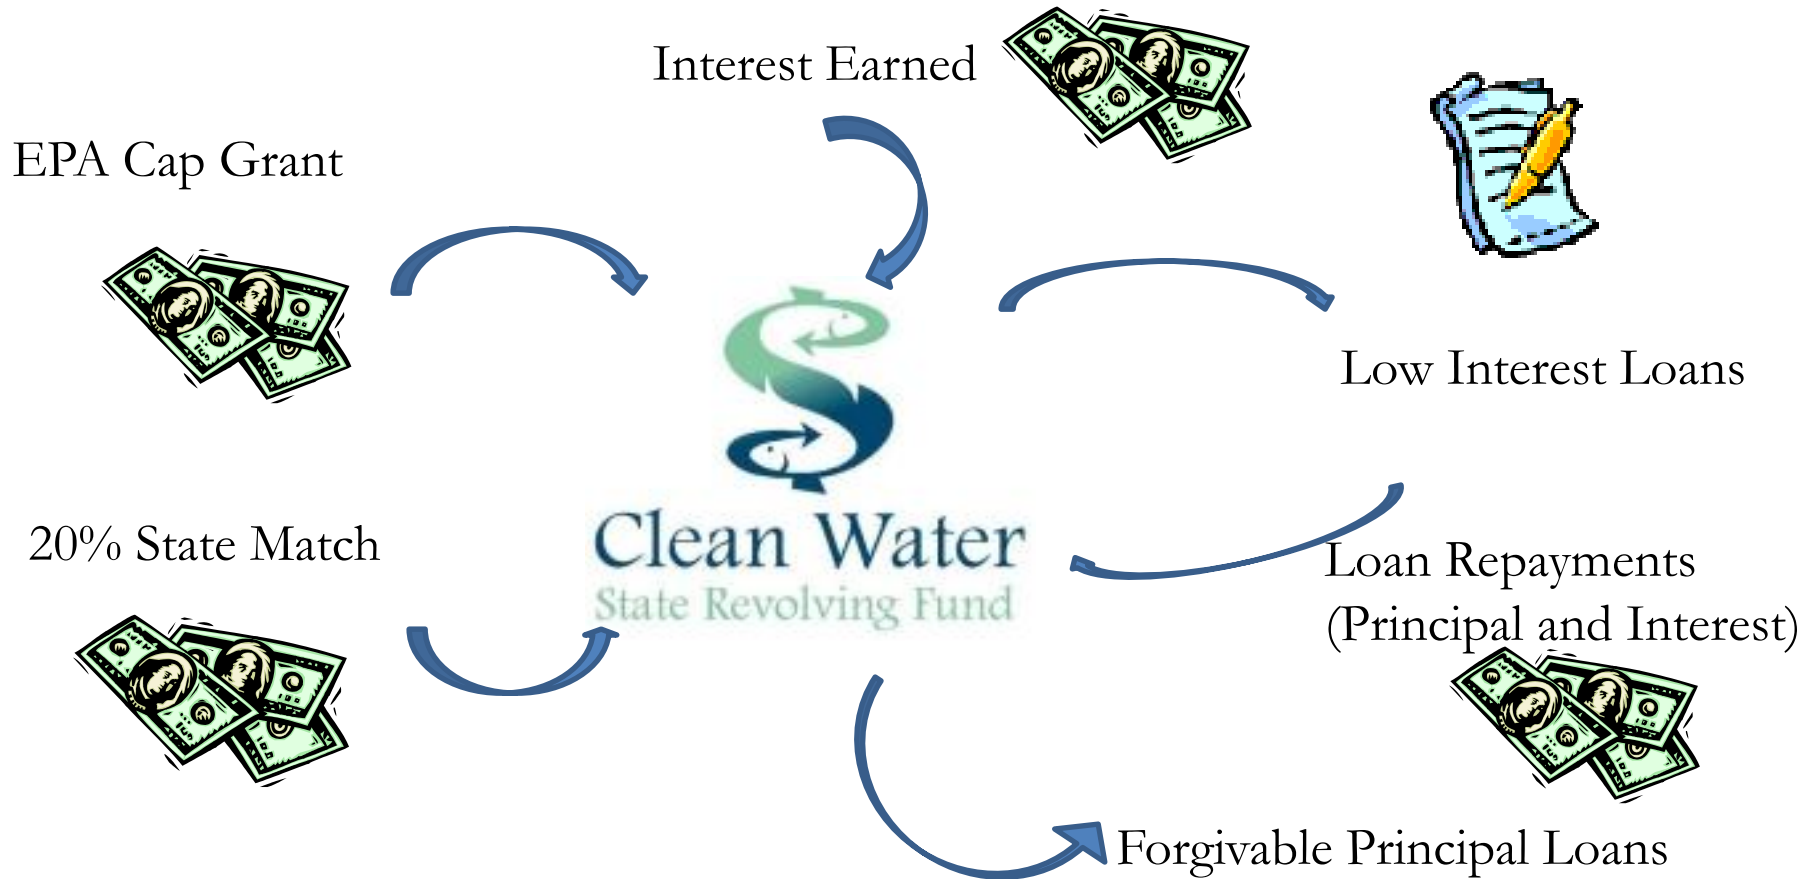 Interest Earned
EPA Cap Grant
Low Interest Loans
Clean Water
State Revolving Fund
20% State Match
Loan Repayments
(Principal and Interest)
Forgivable Principal Loans